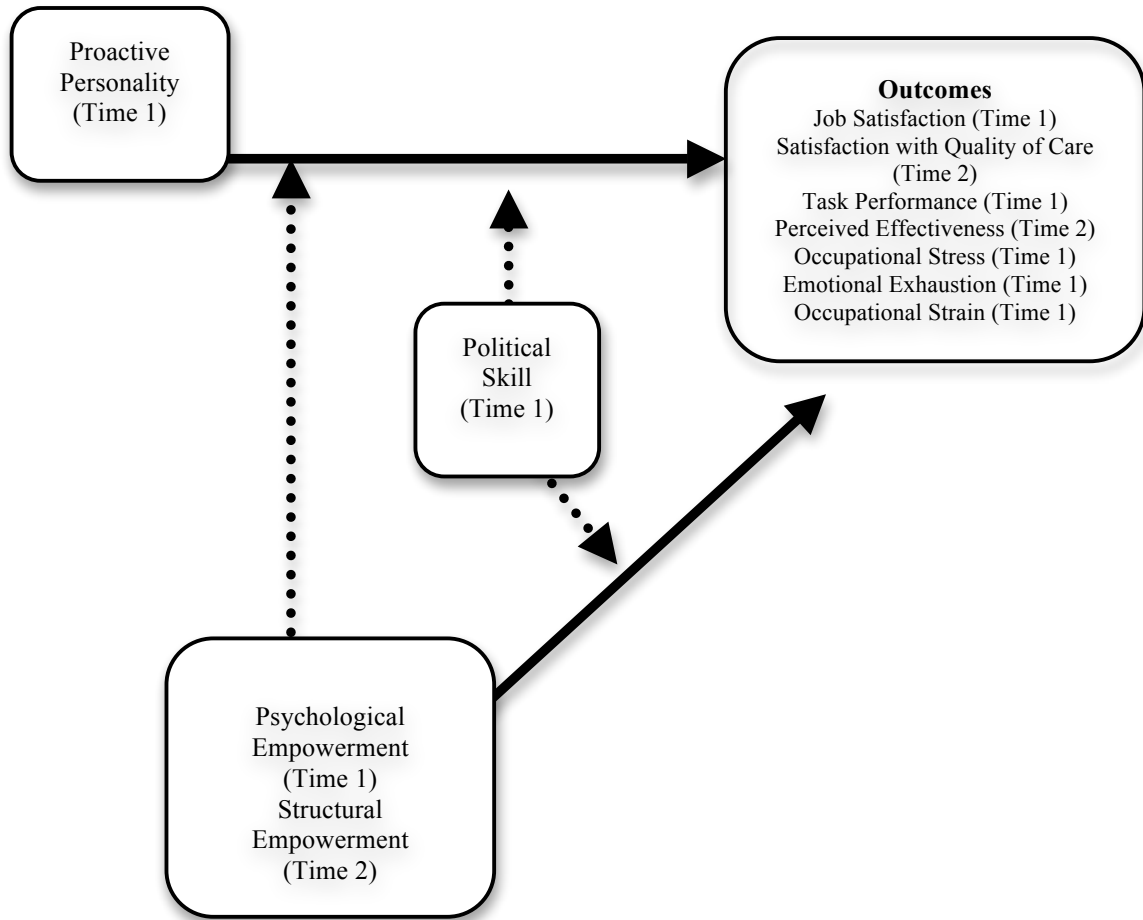 Proactive
Personality
(Time 1)
Outcomes
Job Satisfaction (Time 1)
Satisfaction with Quality of Care
(Time 2)
Task Performance (Time 1)
Perceived Effectiveness (Time 2)
Occupational Stress (Time 1)
Emotional Exhaustion (Time 1)
Occupational Strain (Time 1)
Political
Skill
(Time 1)
Psychological
Empowerment
(Time 1)
Structural
Empowerment
(Time 2)